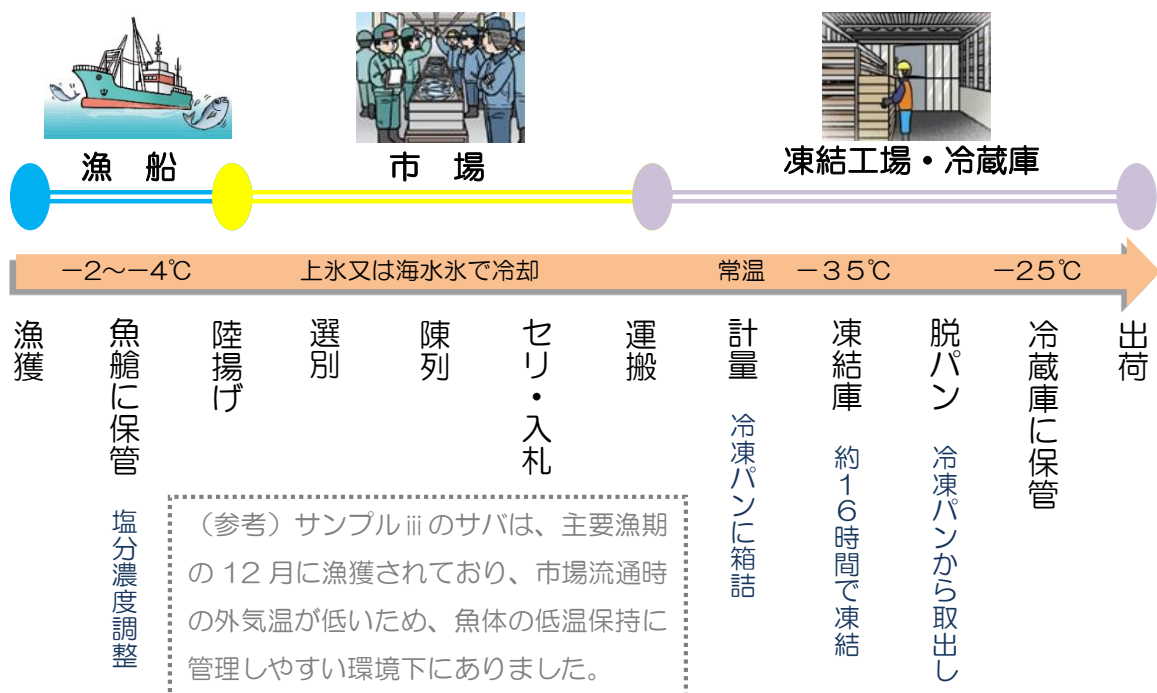 漁船
市場
凍結工場・冷蔵庫
−2〜−4℃
上氷又は海水氷で冷却
常温
−35℃
−25℃
漁獲
魚艙に保管
塩分濃度調整
陸揚げ
選別
陳列
セリ・入札
運搬
計量
冷凍パンに箱詰
凍結庫
約16時間で凍結
脱パン
冷凍パンから取出し
冷蔵庫に保管
出荷
（参考）サンプルⅲのサバは、主要漁期
の12月に漁獲されており、市場流通時
の外気温が低いため、魚体の低温保持に
管理しやすい環境下にありました。